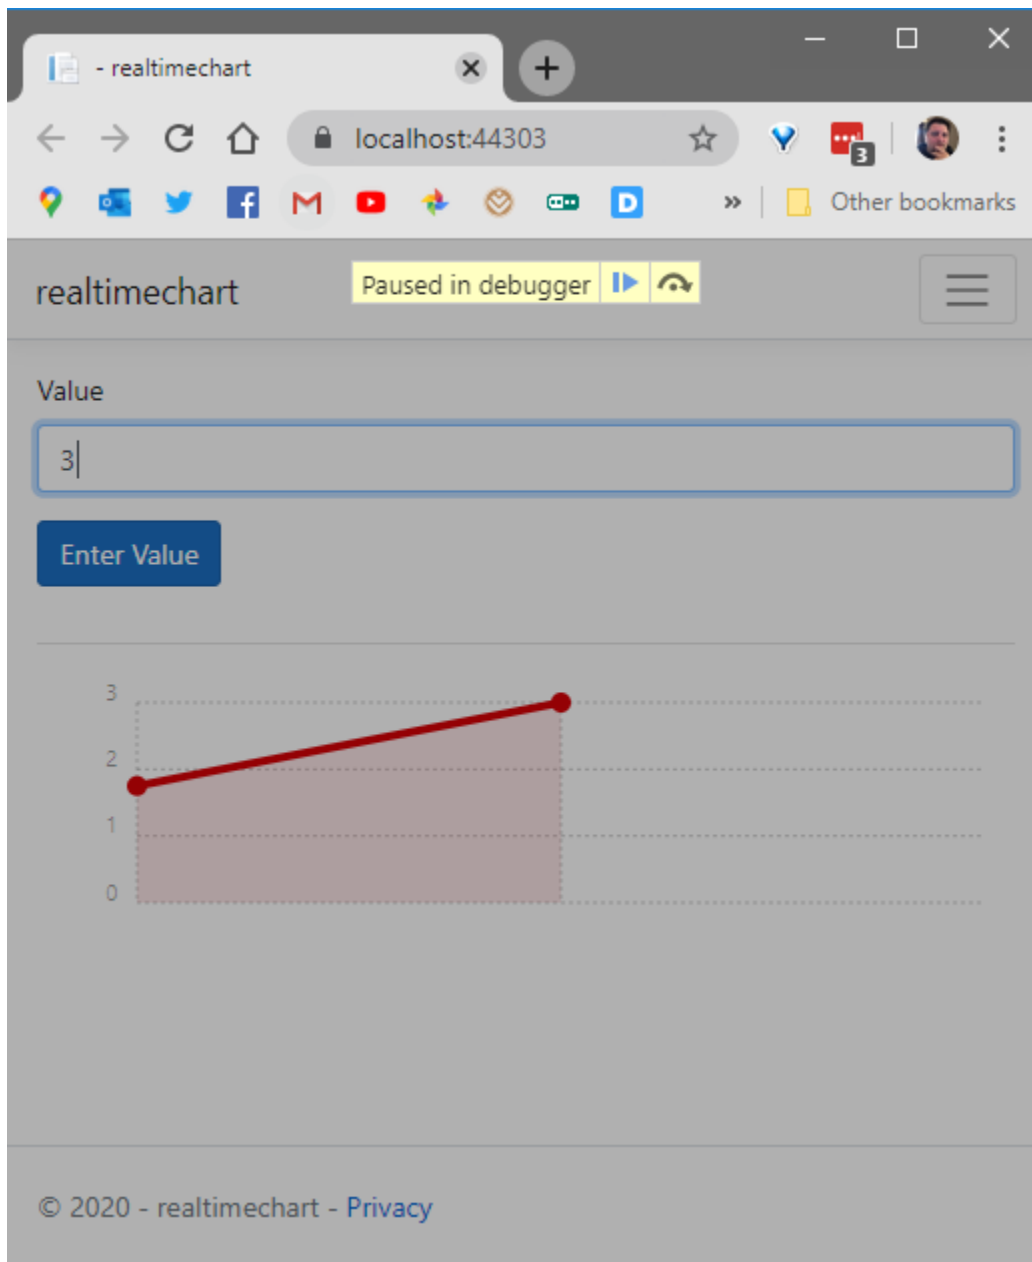 - realtimechart
localhost:44303
3
Other bookmarks
realtimechart
Paused in debugger
Value
3
Enter Value
3
2
1
0
© 2020 - realtimechart - Privacy